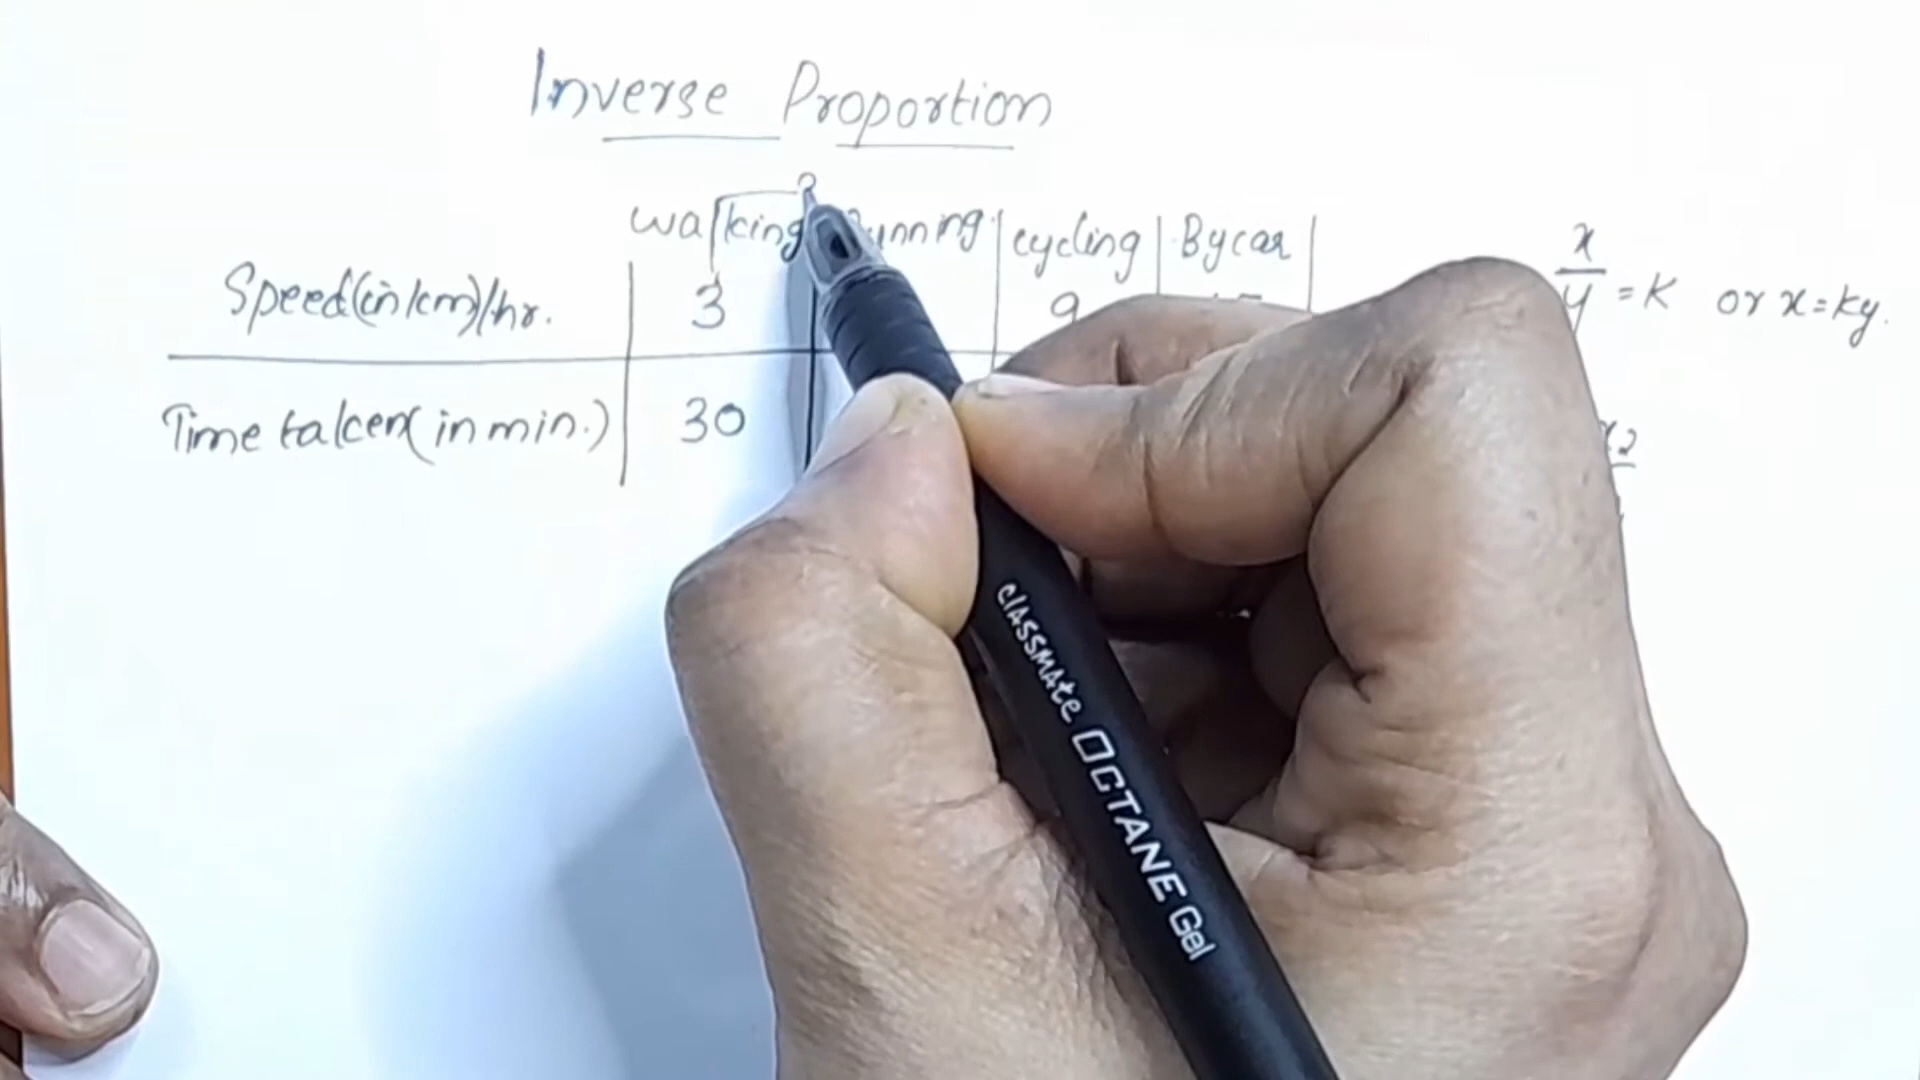 Inverse Proportion
walking running cycling By car
Speed (in km)/hr. 3 9
x/y = K or x = ky.
Time taken (in min.) 30
x2
classmate OCTANE Gel